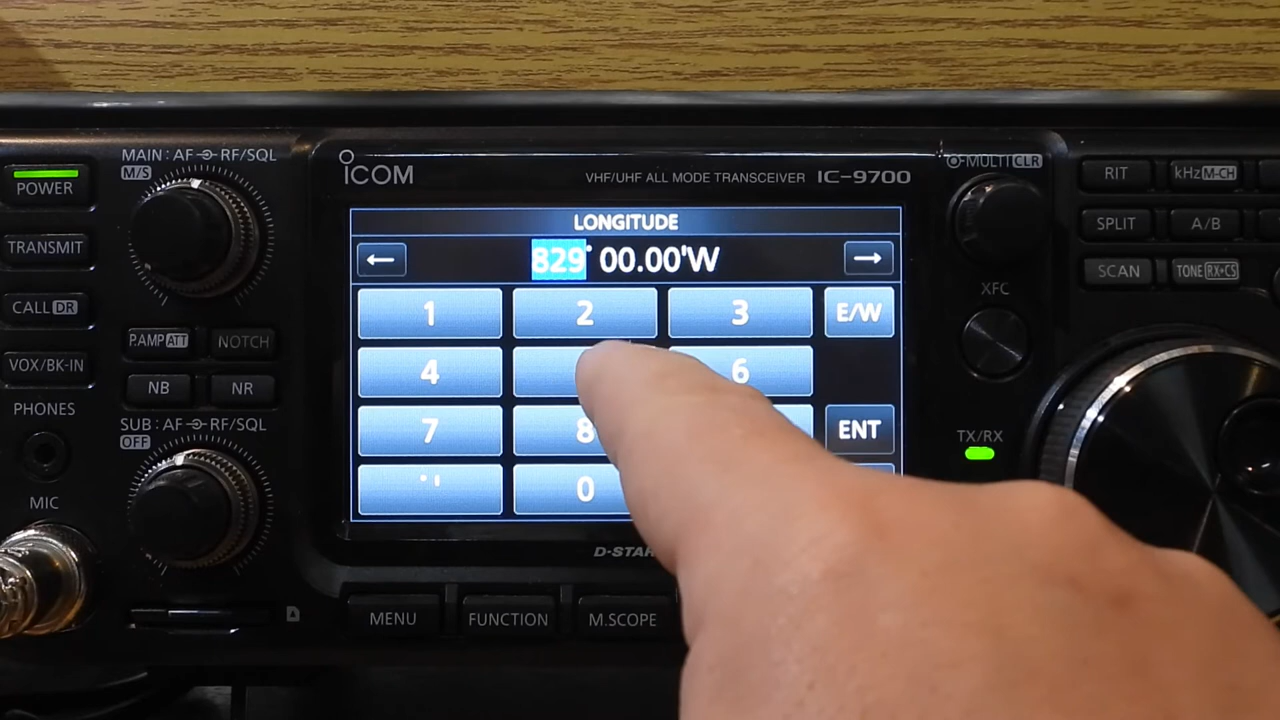 MAIN: AF RF/SQL
M/S
POWER
TRANSMIT
CALL DR
VOX/BK-IN
PHONES
MIC
P.AMP ATT
NOTCH
NB
NR
SUB: AF RF/SQL
OFF
ICOM
VHF/UHF ALL MODE TRANSCEIVER IC-9700
LONGITUDE
← 829° 00.00'W →
1 2 3 E/W
4 6
7 8 ENT
°' 0
D-STAR
MENU
FUNCTION
M.SCOPE
MULTI CLR
XFC
TX/RX
RIT
kHz M-CH
SPLIT
A/B
SCAN
TONE RX→CS